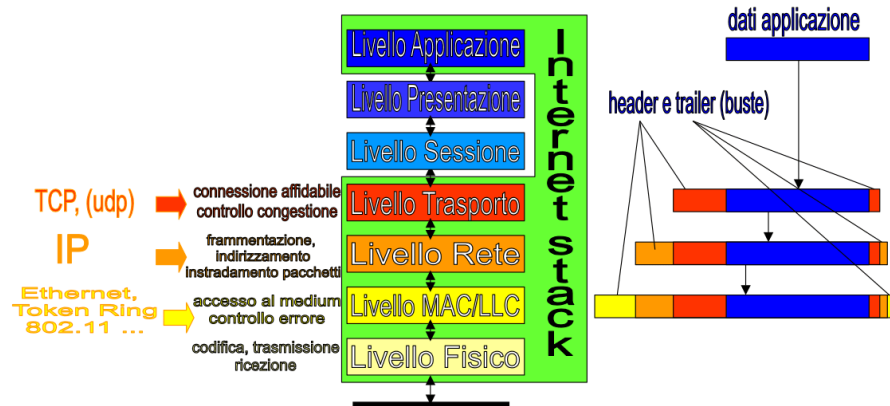 Livello Applicazione
Livello Presentazione
Livello Sessione
Livello Trasporto
Livello Rete
Livello MAC/LLC
Livello Fisico
Internet stack
TCP, (udp)
connessione affidabile
controllo congestione
IP
frammentazione,
indirizzamento
instradamento pacchetti
Ethernet,
Token Ring
802.11 ...
accesso al medium
controllo errore
codifica, trasmissione
ricezione
dati applicazione
header e trailer (buste)